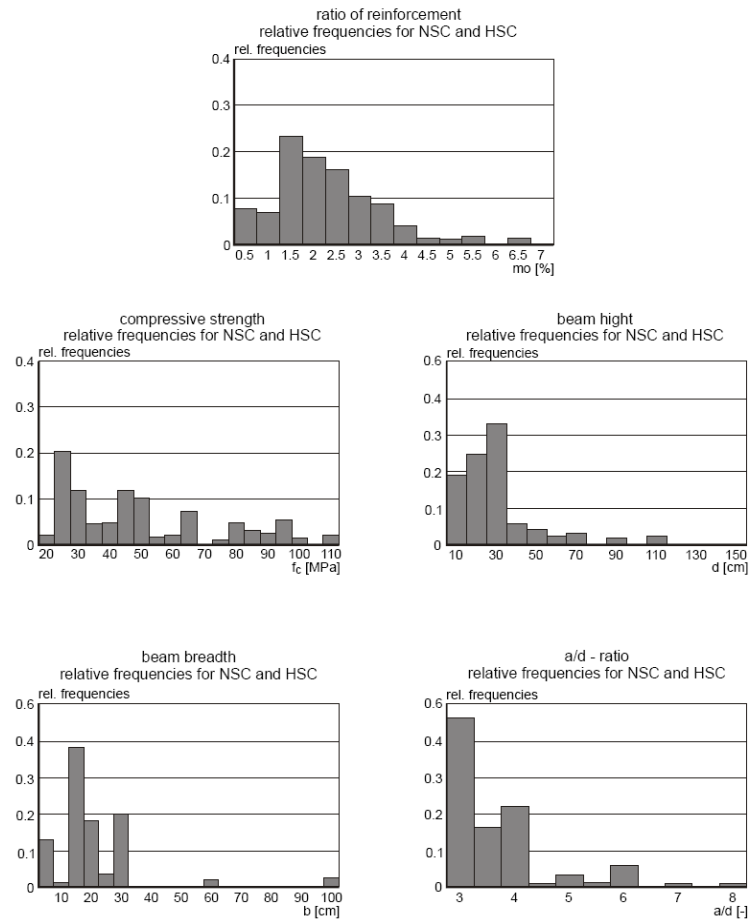 ratio of reinforcement
relative frequencies for NSC and HSC
rel. frequencies
0.4
0.3
0.2
0.1
0
0.5 1 1.5 2 2.5 3 3.5 4 4.5 5 5.5 6 6.5 7
mo [%]
compressive strength
relative frequencies for NSC and HSC
rel. frequencies
0.4
0.3
0.2
0.1
0
20 30 40 50 60 70 80 90 100 110
fc [MPa]
beam hight
relative frequencies for NSC and HSC
rel. frequencies
0.6
0.4
0.3
0.2
0.1
0
10 30 50 70 90 110 130 150
d [cm]
beam breadth
relative frequencies for NSC and HSC
rel. frequencies
0.6
0.4
0.3
0.2
0.1
0
10 20 30 40 50 60 70 80 90 100
b [cm]
a/d - ratio
relative frequencies for NSC and HSC
rel. frequencies
0.6
0.4
0.3
0.2
0.1
0
3 4 5 6 7 8
a/d [-]